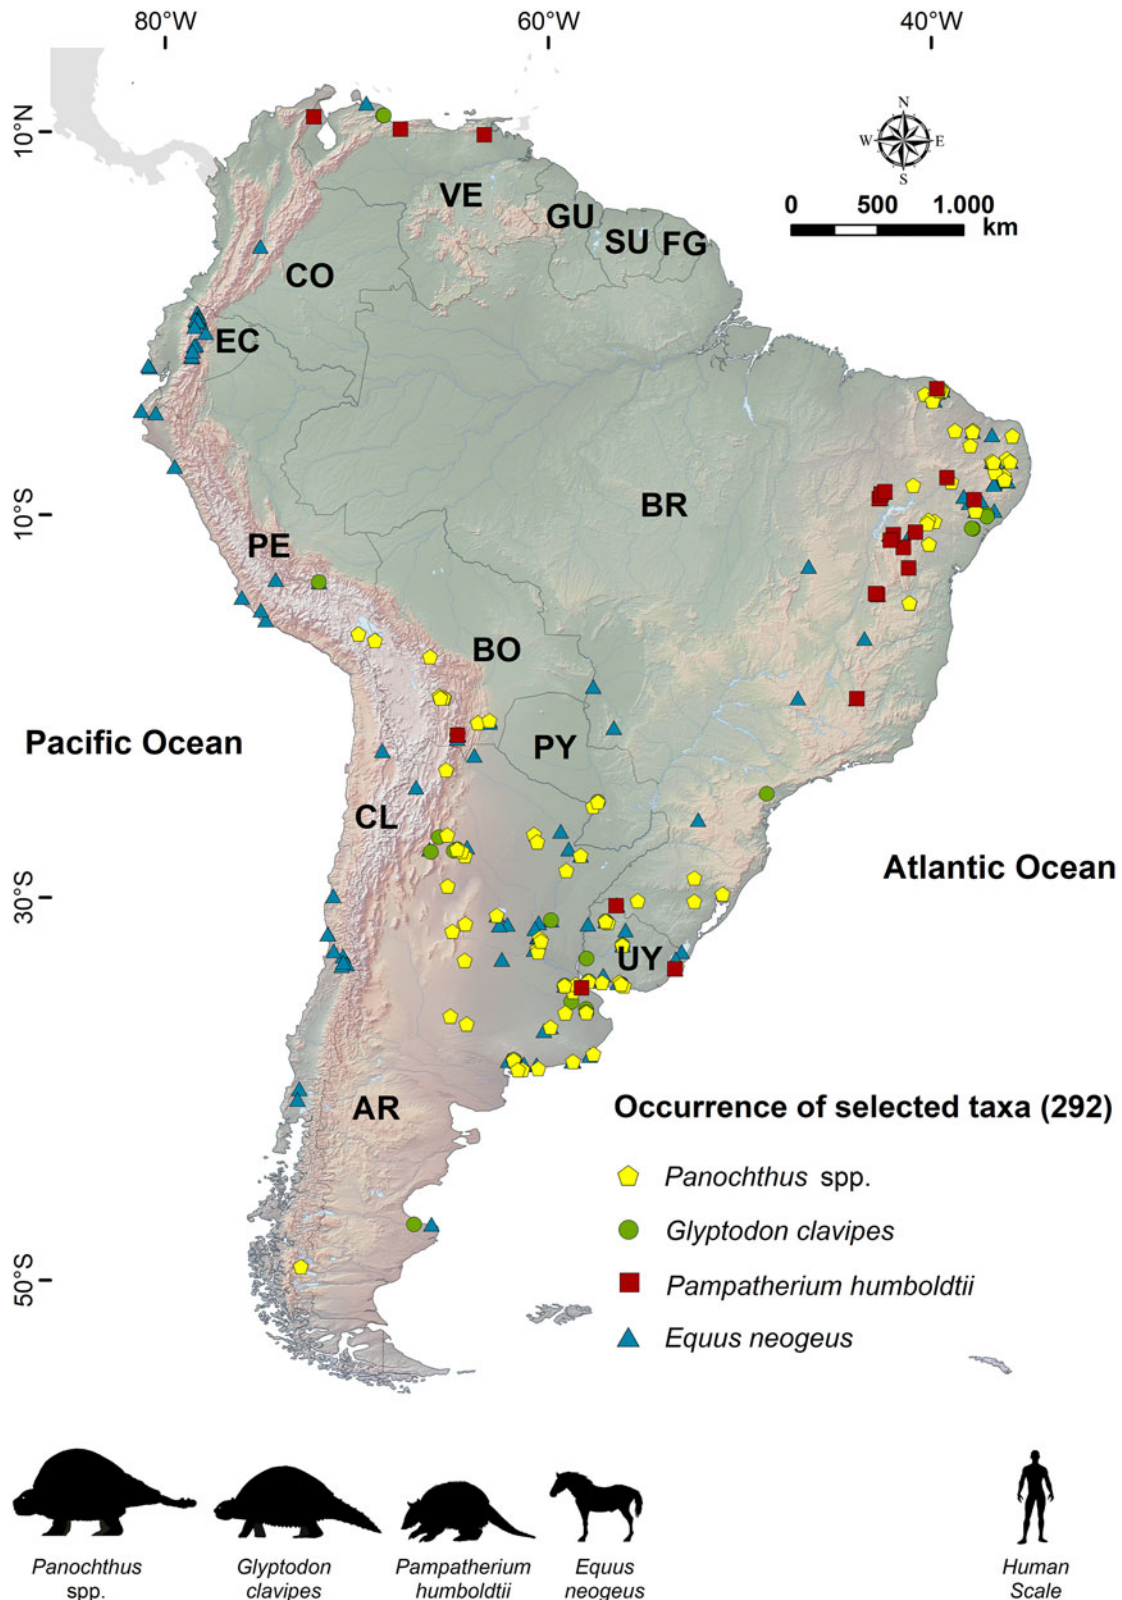 80°W 60°W 40°W
10°N
10°S
30°S
50°S
N
W E
S
0 500 1.000
km
VE
GU
SU
FG
CO
EC
BR
PE
BO
Pacific Ocean
PY
CL
Atlantic Ocean
UY
AR
Occurrence of selected taxa (292)
Panochthus spp.
Glyptodon clavipes
Pampatherium humboldtii
Equus neogeus
Panochthus
spp.
Glyptodon
clavipes
Pampatherium
humboldtii
Equus
neogeus
Human
Scale